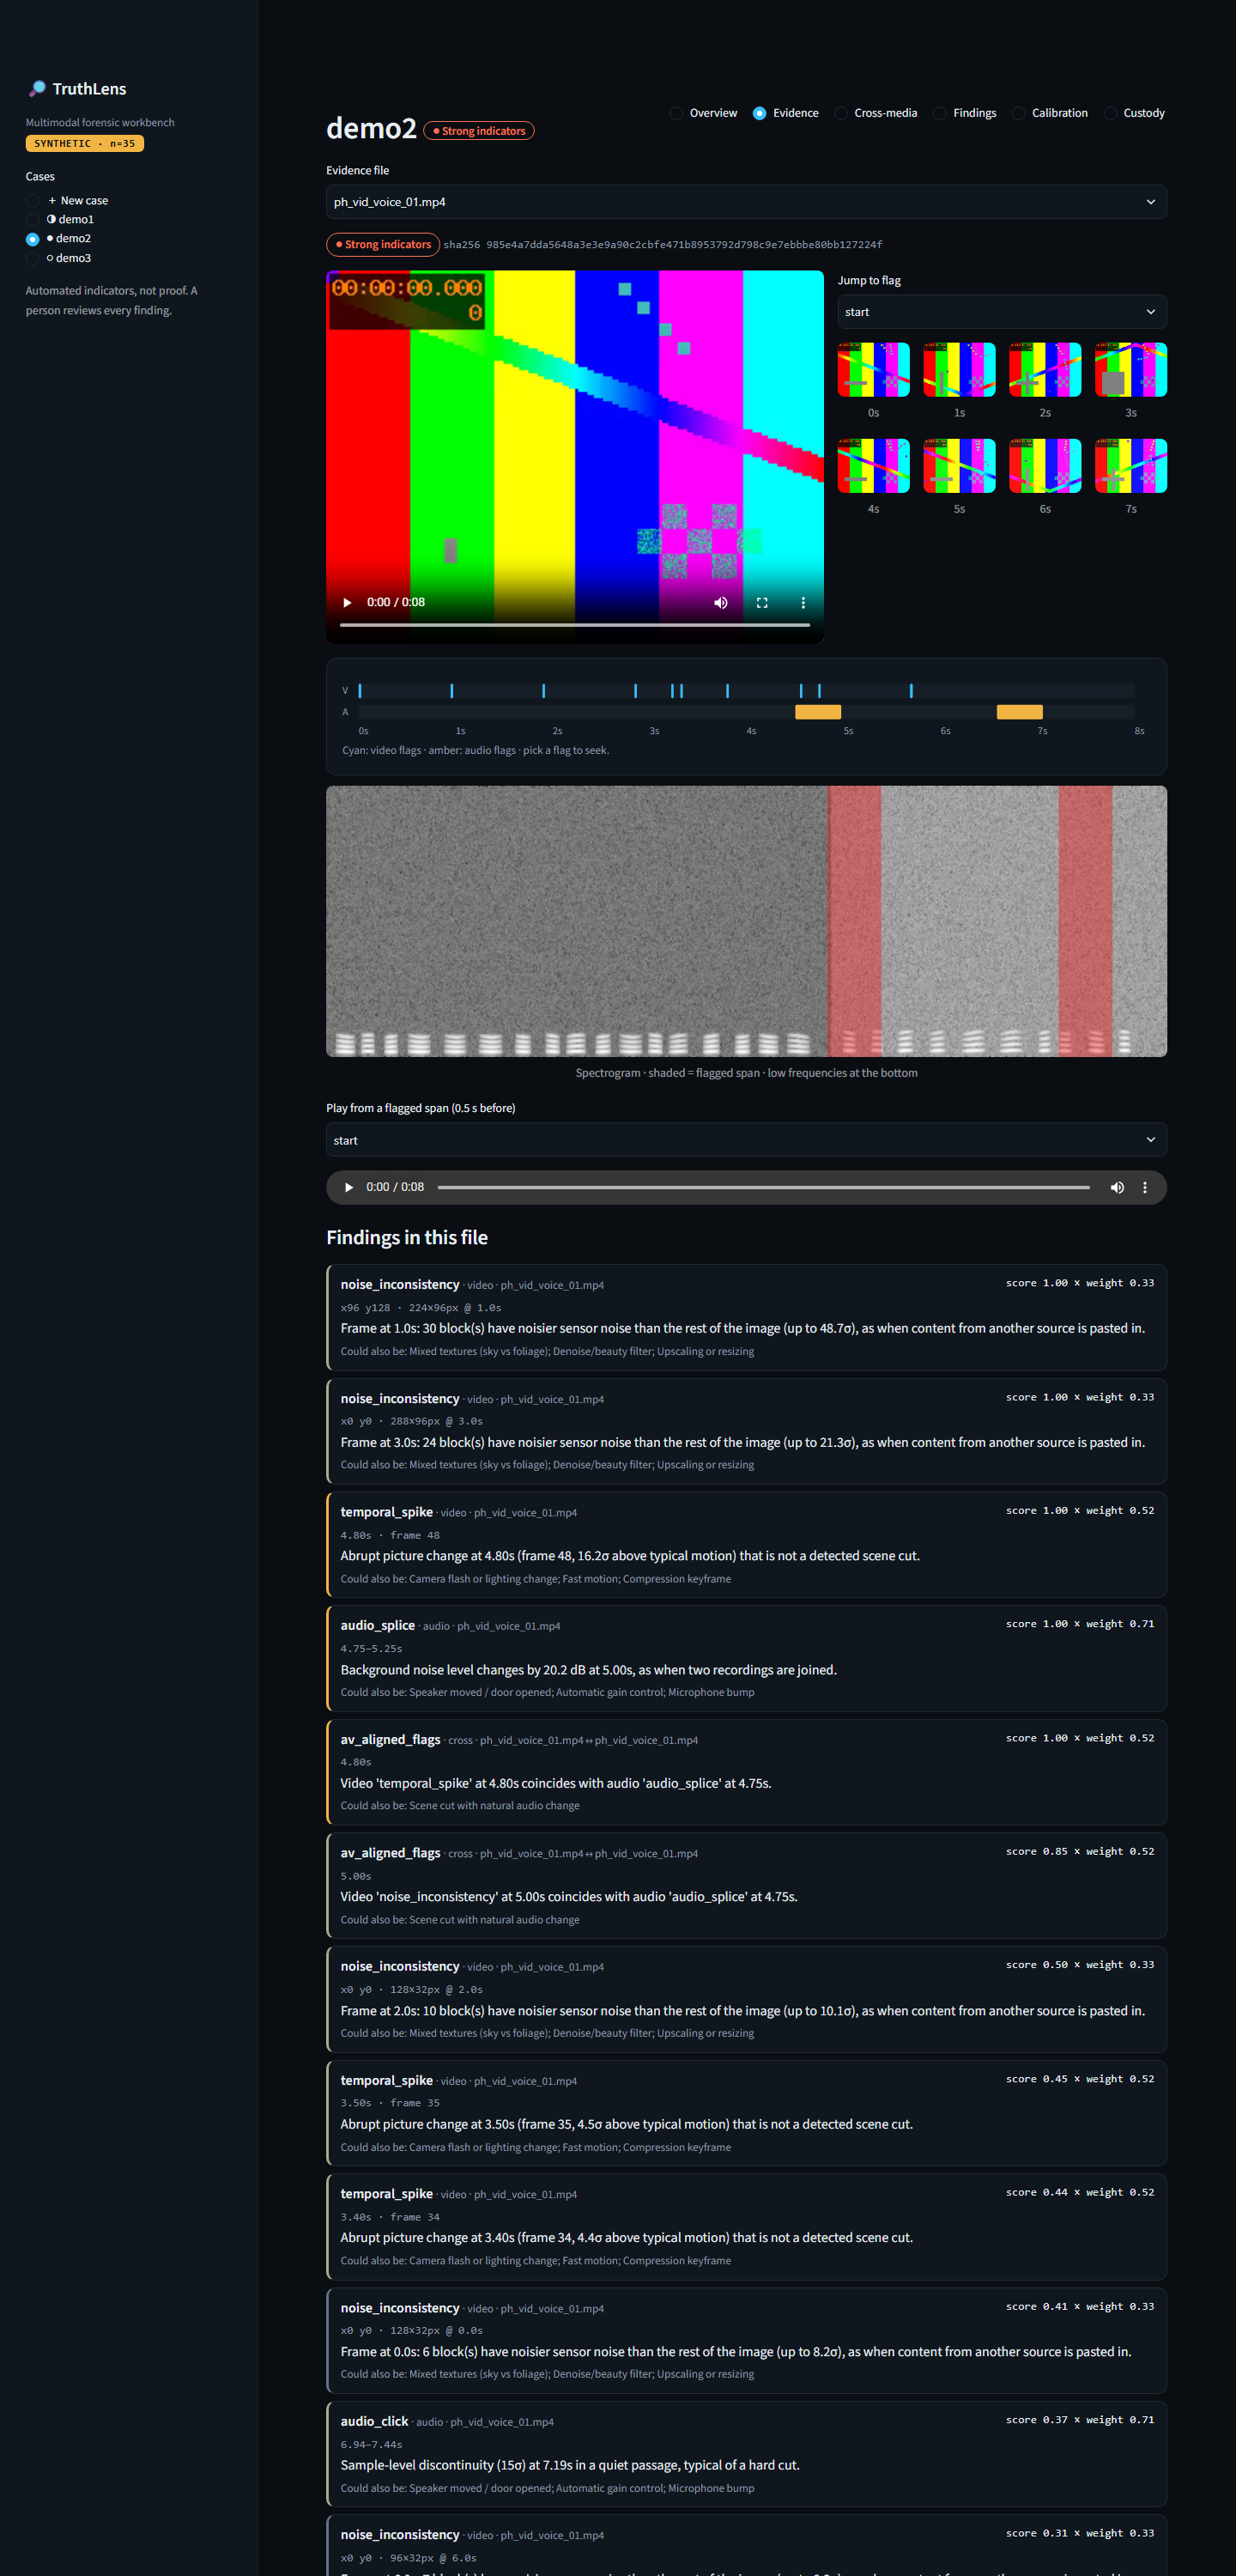 TruthLens
Multimodal forensic workbench
SYNTHETIC · n=35
Cases
+ New case
demo1
demo2
demo3
Automated indicators, not proof. A
person reviews every finding.
Overview
Evidence
Cross-media
Findings
Calibration
Custody
demo2
Strong indicators
Evidence file
ph_vid_voice_01.mp4
Strong indicators
sha256 985e4a7dda5648a3e3e9a90c2cbfe471b8953792d798c9e7ebbbe80bb127224f
00:00:00.000
0
0:00 / 0:08
Jump to flag
start
0s
1s
2s
3s
4s
5s
6s
7s
V
A
0s
1s
2s
3s
4s
5s
6s
7s
8s
Cyan: video flags · amber: audio flags · pick a flag to seek.
Spectrogram · shaded = flagged span · low frequencies at the bottom
Play from a flagged span (0.5 s before)
start
0:00 / 0:08
Findings in this file
noise_inconsistency · video · ph_vid_voice_01.mp4
score 1.00 × weight 0.33
x96 y128 · 224×96px @ 1.0s
Frame at 1.0s: 30 block(s) have noisier sensor noise than the rest of the image (up to 48.7σ), as when content from another source is pasted in.
Could also be: Mixed textures (sky vs foliage); Denoise/beauty filter; Upscaling or resizing
noise_inconsistency · video · ph_vid_voice_01.mp4
score 1.00 × weight 0.33
x0 y0 · 288×96px @ 3.0s
Frame at 3.0s: 24 block(s) have noisier sensor noise than the rest of the image (up to 21.3σ), as when content from another source is pasted in.
Could also be: Mixed textures (sky vs foliage); Denoise/beauty filter; Upscaling or resizing
temporal_spike · video · ph_vid_voice_01.mp4
score 1.00 × weight 0.52
4.80s · frame 48
Abrupt picture change at 4.80s (frame 48, 16.2σ above typical motion) that is not a detected scene cut.
Could also be: Camera flash or lighting change; Fast motion; Compression keyframe
audio_splice · audio · ph_vid_voice_01.mp4
score 1.00 × weight 0.71
4.75–5.25s
Background noise level changes by 20.2 dB at 5.00s, as when two recordings are joined.
Could also be: Speaker moved / door opened; Automatic gain control; Microphone bump
av_aligned_flags · cross · ph_vid_voice_01.mp4 ↔ ph_vid_voice_01.mp4
score 1.00 × weight 0.52
4.80s
Video 'temporal_spike' at 4.80s coincides with audio 'audio_splice' at 4.75s.
Could also be: Scene cut with natural audio change
av_aligned_flags · cross · ph_vid_voice_01.mp4 ↔ ph_vid_voice_01.mp4
score 0.85 × weight 0.52
5.00s
Video 'noise_inconsistency' at 5.00s coincides with audio 'audio_splice' at 4.75s.
Could also be: Scene cut with natural audio change
noise_inconsistency · video · ph_vid_voice_01.mp4
score 0.50 × weight 0.33
x0 y0 · 128×32px @ 2.0s
Frame at 2.0s: 10 block(s) have noisier sensor noise than the rest of the image (up to 10.1σ), as when content from another source is pasted in.
Could also be: Mixed textures (sky vs foliage); Denoise/beauty filter; Upscaling or resizing
temporal_spike · video · ph_vid_voice_01.mp4
score 0.45 × weight 0.52
3.50s · frame 35
Abrupt picture change at 3.50s (frame 35, 4.5σ above typical motion) that is not a detected scene cut.
Could also be: Camera flash or lighting change; Fast motion; Compression keyframe
temporal_spike · video · ph_vid_voice_01.mp4
score 0.44 × weight 0.52
3.40s · frame 34
Abrupt picture change at 3.40s (frame 34, 4.4σ above typical motion) that is not a detected scene cut.
Could also be: Camera flash or lighting change; Fast motion; Compression keyframe
noise_inconsistency · video · ph_vid_voice_01.mp4
score 0.41 × weight 0.33
x0 y0 · 128×32px @ 0.0s
Frame at 0.0s: 6 block(s) have noisier sensor noise than the rest of the image (up to 8.2σ), as when content from another source is pasted in.
Could also be: Mixed textures (sky vs foliage); Denoise/beauty filter; Upscaling or resizing
audio_click · audio · ph_vid_voice_01.mp4
score 0.37 × weight 0.71
6.94–7.44s
Sample-level discontinuity (15σ) at 7.19s in a quiet passage, typical of a hard cut.
Could also be: Speaker moved / door opened; Automatic gain control; Microphone bump
noise_inconsistency · video · ph_vid_voice_01.mp4
score 0.31 × weight 0.33
x0 y0 · 96×32px @ 6.0s